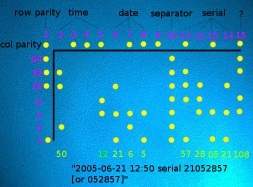 row parity time date separator serial ?
0 1 2 3 4 5 6 7 8 9 10 11 12 13 14 15
col parity
64
32
16
8
4
2
1
50 12 21 6 5 57 28 05 21 108
"2005-06-21 12:50 serial 21052857
[or 052857]"